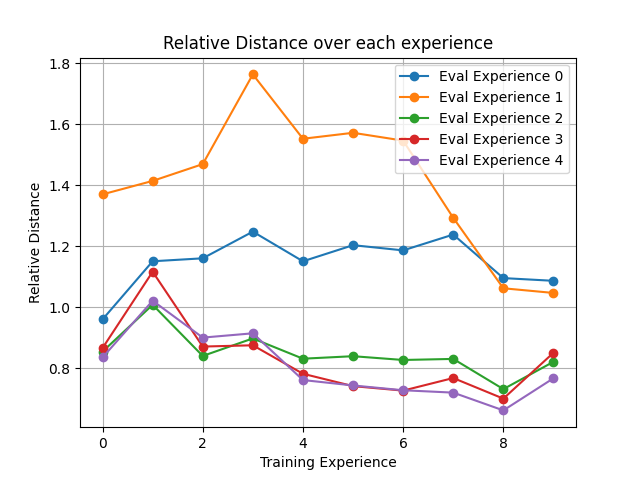 Relative Distance over each experience
Eval Experience 0
Eval Experience 1
Eval Experience 2
Eval Experience 3
Eval Experience 4
1.8
1.6
1.4
1.2
1.0
0.8
Relative Distance
0 2 4 6 8
Training Experience